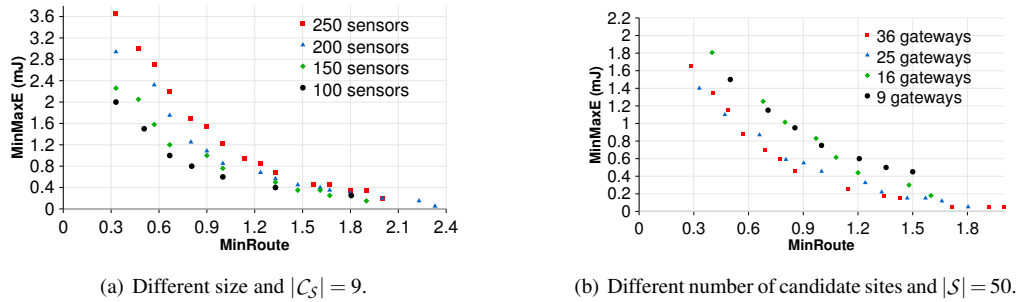 3.6
3.2
2.8
2.4
2
1.6
1.2
0.8
0.4
0
MinMaxE (mJ)
250 sensors
200 sensors
150 sensors
100 sensors
0 0.3 0.6 0.9 1.2 1.5 1.8 2.1 2.4
MinRoute
(a) Different size and |C_S| = 9.
2.2
2
1.8
1.6
1.4
1.2
1
0.8
0.6
0.4
0.2
0
MinMaxE (mJ)
36 gateways
25 gateways
16 gateways
9 gateways
0 0.3 0.6 0.9 1.2 1.5 1.8
MinRoute
(b) Different number of candidate sites and |S| = 50.